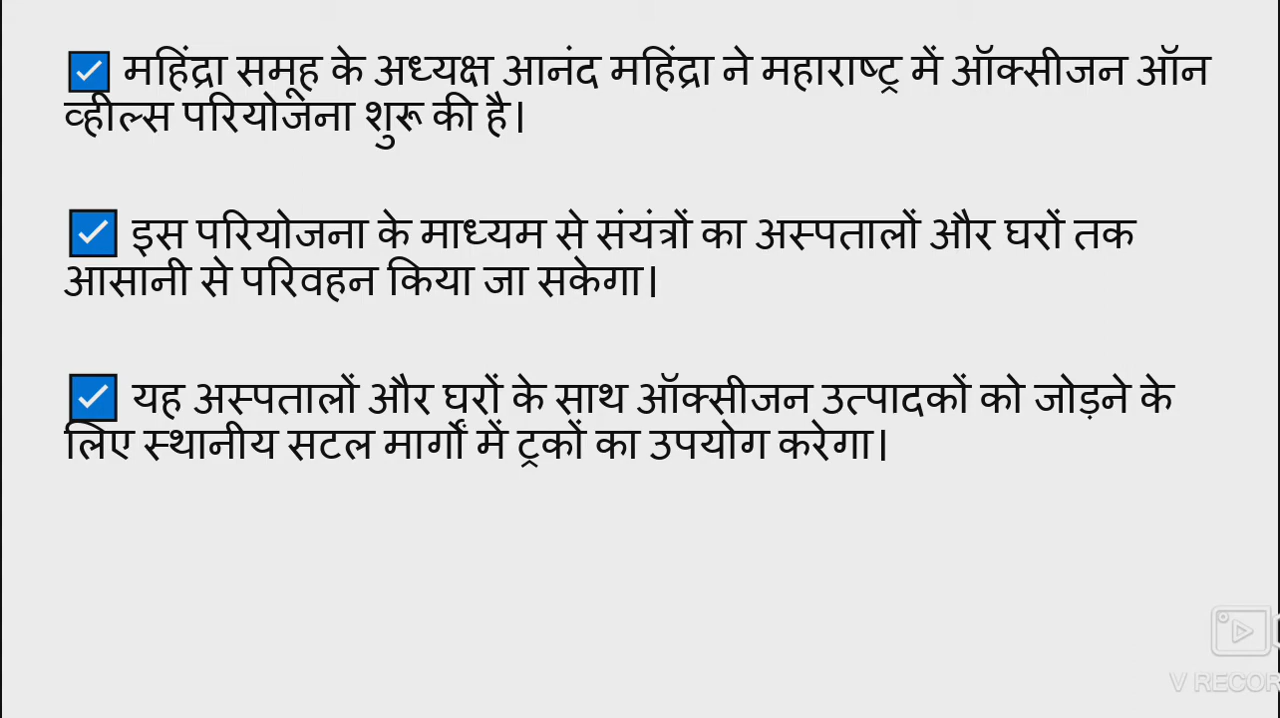 महिंद्रा समूह के अध्यक्ष आनंद महिंद्रा ने महाराष्ट्र में ऑक्सीजन ऑन
व्हील्स परियोजना शुरू की है।
इस परियोजना के माध्यम से संयंत्रों का अस्पतालों और घरों तक
आसानी से परिवहन किया जा सकेगा।
यह अस्पतालों और घरों के साथ ऑक्सीजन उत्पादकों को जोड़ने के
लिए स्थानीय सटल मार्गों में ट्रकों का उपयोग करेगा।
V RECOR